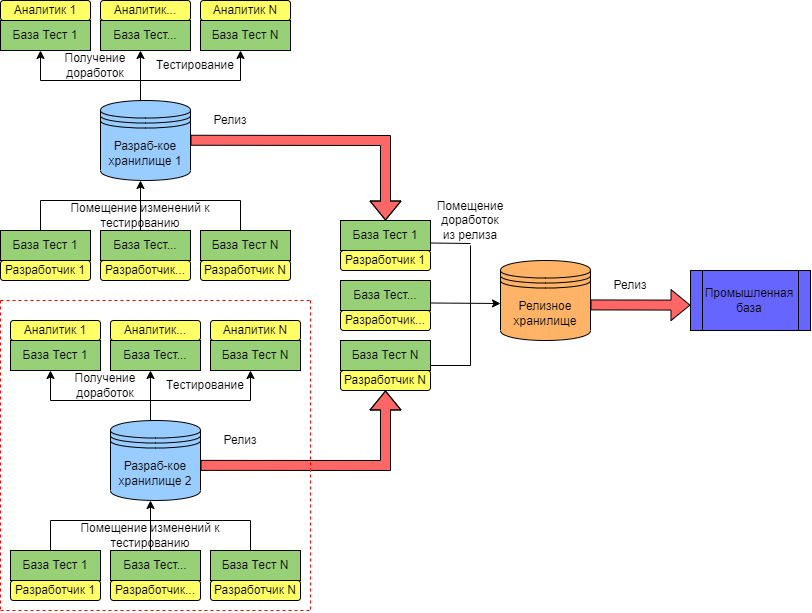 Аналитик 1
Аналитик...
Аналитик N
База Тест 1
База Тест...
База Тест N
Получение
доработок
Тестирование
Разраб-кое
хранилище 1
Релиз
Помещение изменений к
тестированию
База Тест 1
База Тест...
База Тест N
Разработчик 1
Разработчик...
Разработчик N
База Тест 1
Разработчик 1
База Тест...
Разработчик...
База Тест N
Разработчик N
Помещение
доработок
из релиза
Релизное
хранилище
Релиз
Промышленная
база
Аналитик 1
Аналитик...
Аналитик N
База Тест 1
База Тест...
База Тест N
Получение
доработок
Тестирование
Разраб-кое
хранилище 2
Релиз
Помещение изменений к
тестированию
База Тест 1
База Тест...
База Тест N
Разработчик 1
Разработчик...
Разработчик N